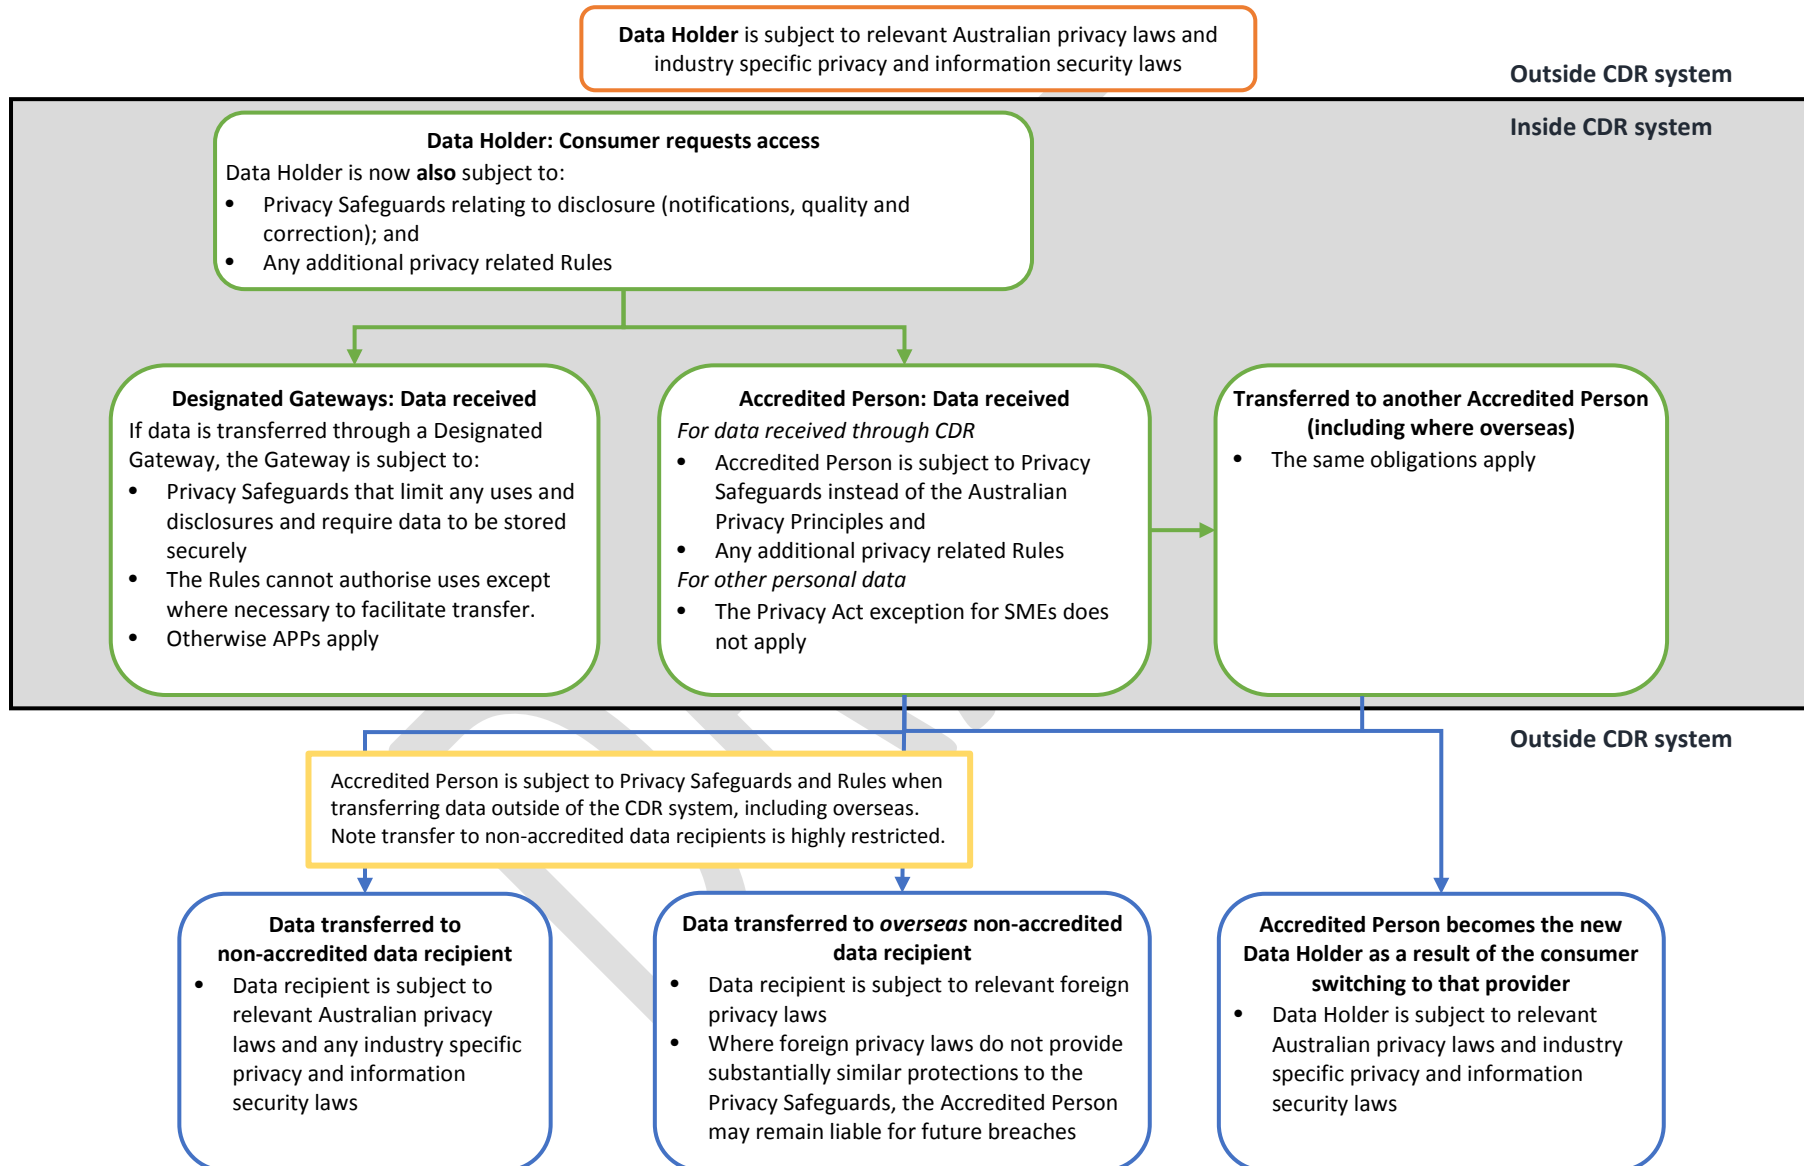 Data Holder is subject to relevant Australian privacy laws and
industry specific privacy and information security laws
Outside CDR system
Inside CDR system
Data Holder: Consumer requests access
Data Holder is now also subject to:
• Privacy Safeguards relating to disclosure (notifications, quality and
correction); and
• Any additional privacy related Rules
Designated Gateways: Data received
If data is transferred through a Designated
Gateway, the Gateway is subject to:
• Privacy Safeguards that limit any uses and
disclosures and require data to be stored
securely
• The Rules cannot authorise uses except
where necessary to facilitate transfer.
• Otherwise APPs apply
Accredited Person: Data received
For data received through CDR
• Accredited Person is subject to Privacy
Safeguards instead of the Australian
Privacy Principles and
• Any additional privacy related Rules
For other personal data
• The Privacy Act exception for SMEs does
not apply
Transferred to another Accredited Person
(including where overseas)
• The same obligations apply
Outside CDR system
Accredited Person is subject to Privacy Safeguards and Rules when
transferring data outside of the CDR system, including overseas.
Note transfer to non-accredited data recipients is highly restricted.
Data transferred to
non-accredited data recipient
• Data recipient is subject to
relevant Australian privacy
laws and any industry specific
privacy and information
security laws
Data transferred to overseas non-accredited
data recipient
• Data recipient is subject to relevant foreign
privacy laws
• Where foreign privacy laws do not provide
substantially similar protections to the
Privacy Safeguards, the Accredited Person
may remain liable for future breaches
Accredited Person becomes the new
Data Holder as a result of the consumer
switching to that provider
• Data Holder is subject to relevant
Australian privacy laws and industry
specific privacy and information
security laws